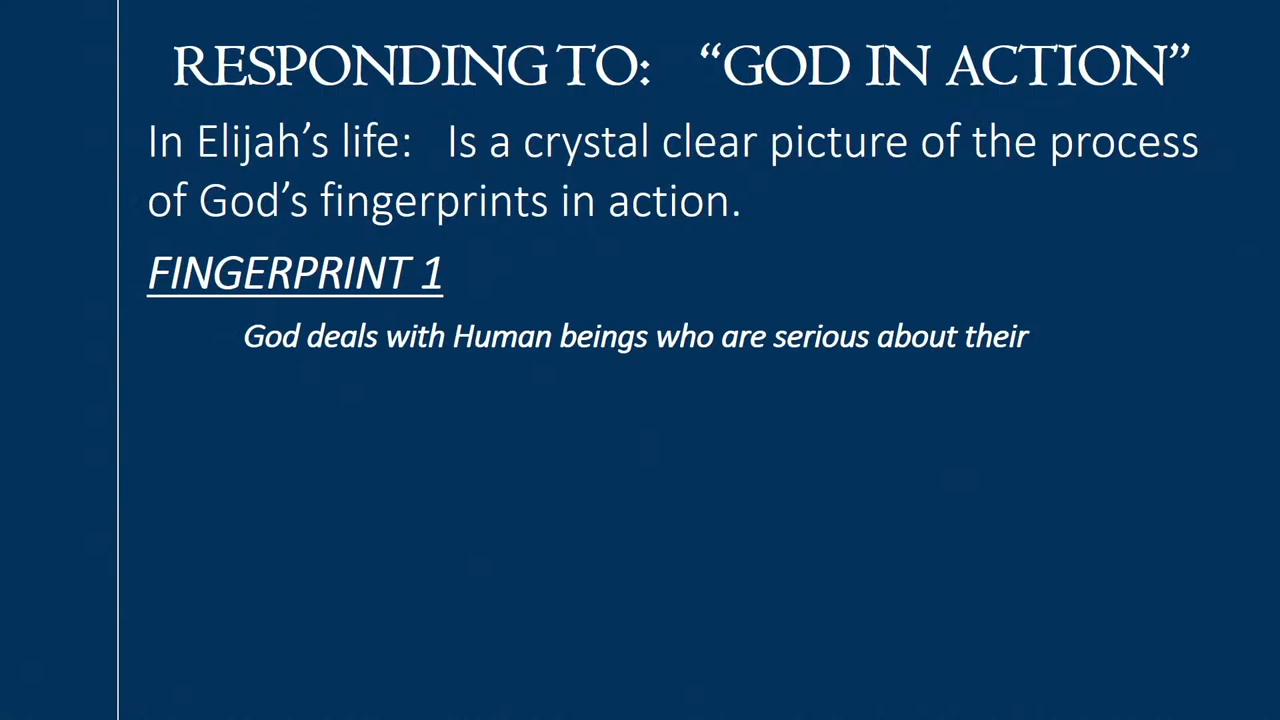 RESPONDING TO: “GOD IN ACTION”
In Elijah’s life: Is a crystal clear picture of the process
of God’s fingerprints in action.
FINGERPRINT 1
God deals with Human beings who are serious about their